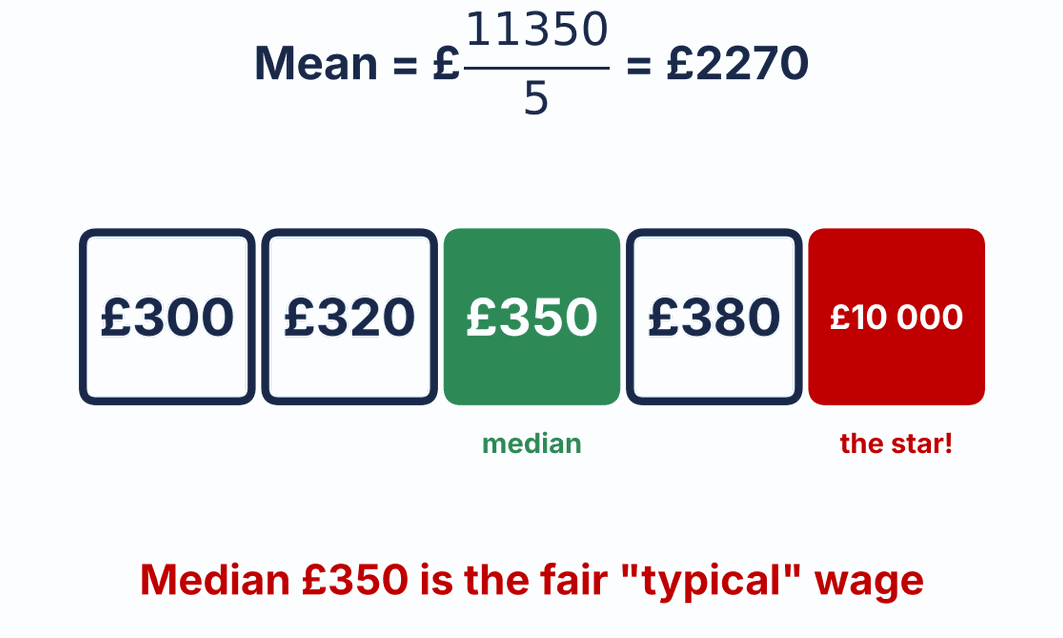 Mean = £11350/5 = £2270
£300 £320 £350 £380 £10 000
median the star!
Median £350 is the fair "typical" wage